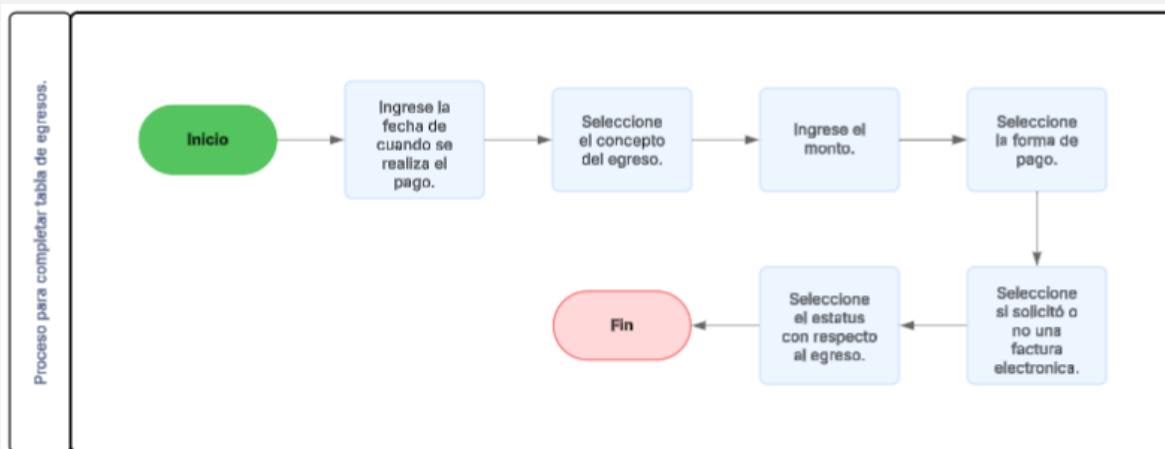 Proceso para completar tabla de egresos.
Inicio
Ingrese la
fecha de
cuando se
realiza el
pago.
Seleccione
el concepto
del egreso.
Ingrese el
monto.
Seleccione
la forma de
pago.
Seleccione
si solicitó o
no una
factura
electronica.
Seleccione
el estatus
con respecto
al egreso.
Fin